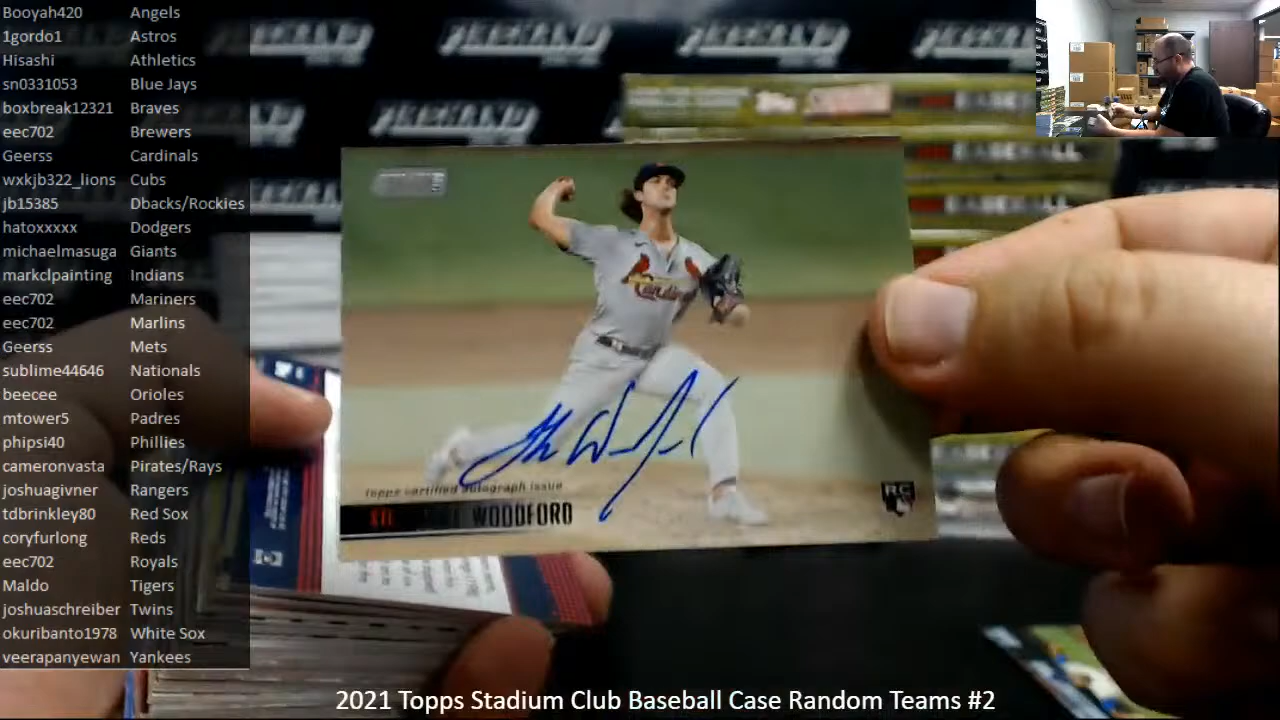 Booyah420 Angels
1gordo1 Astros
Hisashi Athletics
sn0331053 Blue Jays
boxbreak12321 Braves
eec702 Brewers
Geerss Cardinals
wxkjb322_lions Cubs
jb15385 Dbacks/Rockies
hatoxxxxx Dodgers
michaelmasuga Giants
markclpainting Indians
eec702 Mariners
eec702 Marlins
Geerss Mets
sublime44646 Nationals
beecee Orioles
mtower5 Padres
phipsi40 Phillies
cameronvasta Pirates/Rays
joshuagivner Rangers
tdbrinkley80 Red Sox
coryfurlong Reds
eec702 Royals
Maldo Tigers
joshuaschreiber Twins
okuribanto1978 White Sox
veerapanyewan Yankees
Topps
Cardinals
Topps certified autograph issue
WOODFORD
RC
2021 Topps Stadium Club Baseball Case Random Teams #2